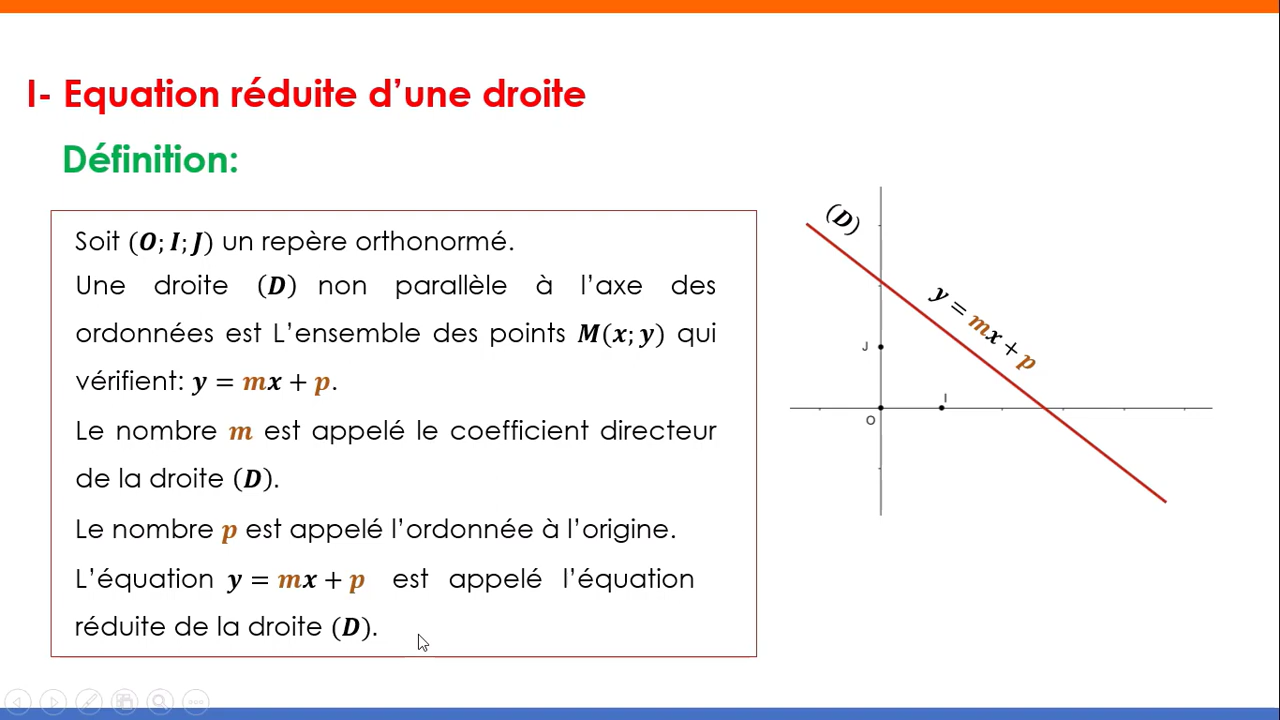 I- Equation réduite d’une droite
Définition:
Soit (O; I; J) un repère orthonormé.
Une droite (D) non parallèle à l’axe des
ordonnées est L’ensemble des points M(x; y) qui
vérifient: y = mx + p.
Le nombre m est appelé le coefficient directeur
de la droite (D).
Le nombre p est appelé l’ordonnée à l’origine.
L’équation y = mx + p est appelé l’équation
réduite de la droite (D).
(D)
y = mx + p
J
I
O